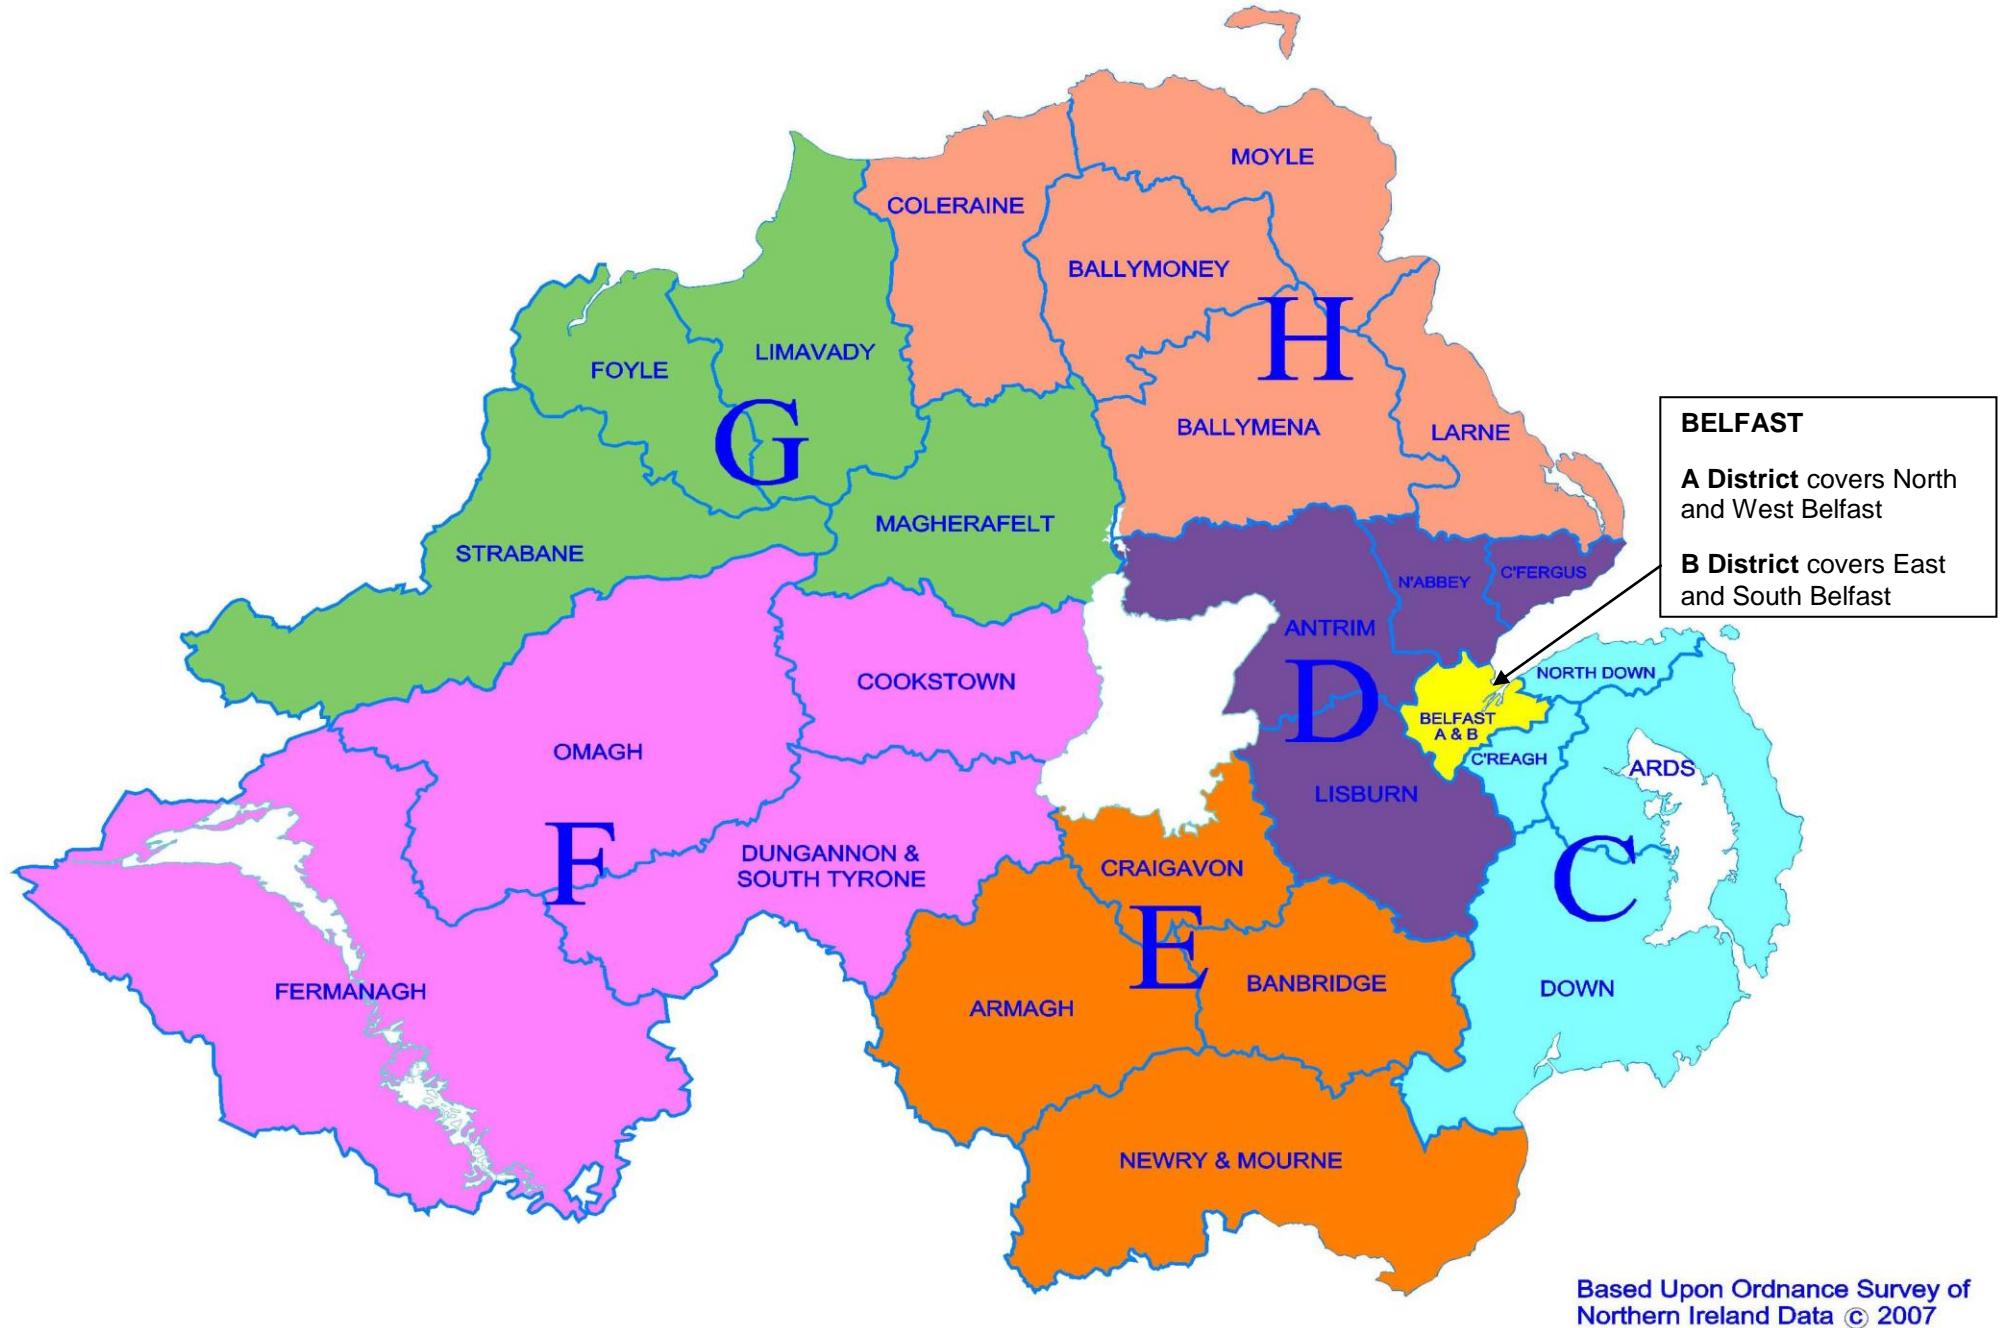 MOYLE
COLERAINE
BALLYMONEY
H
LIMAVADY
FOYLE
G
BALLYMENA
LARNE
BELFAST
A District covers North
and West Belfast
B District covers East
and South Belfast
MAGHERAFELT
STRABANE
N'ABBEY
C'FERGUS
ANTRIM
D
COOKSTOWN
NORTH DOWN
BELFAST
A & B
OMAGH
C'REAGH
ARDS
LISBURN
F
DUNGANNON &
SOUTH TYRONE
CRAIGAVON
C
E
FERMANAGH
ARMAGH
BANBRIDGE
DOWN
NEWRY & MOURNE
Based Upon Ordnance Survey of
Northern Ireland Data © 2007